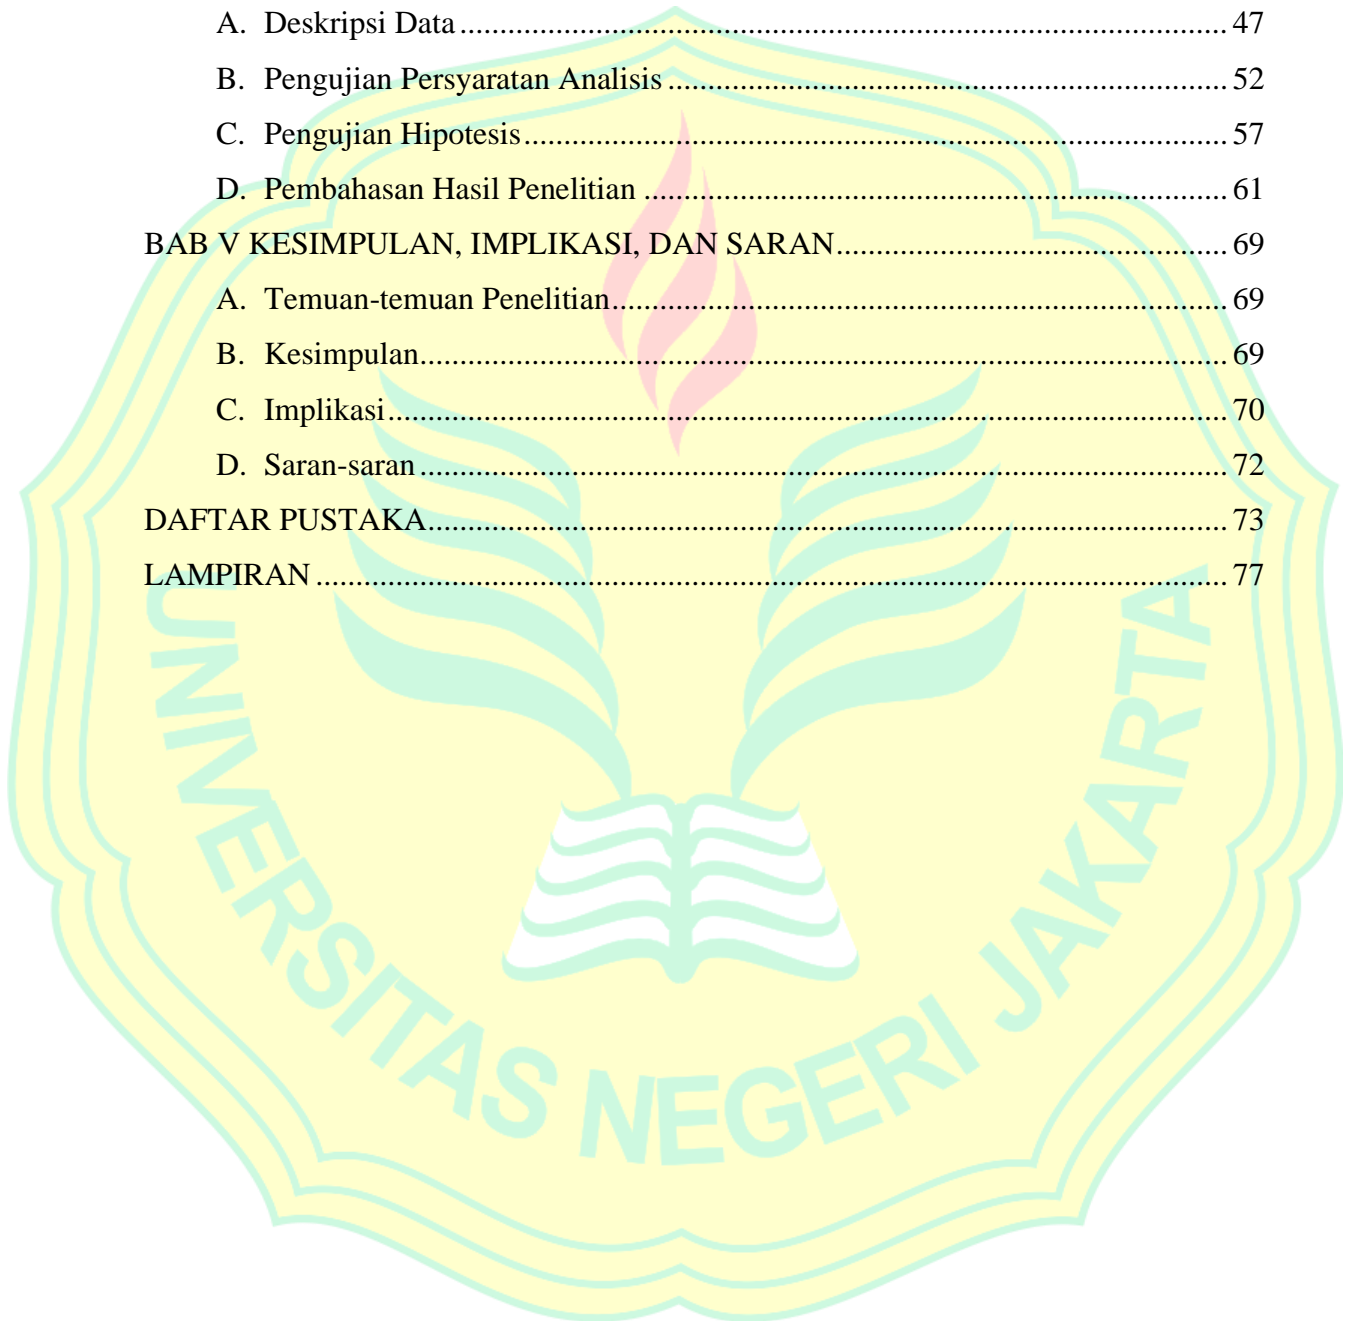 A. Deskripsi Data ........................................................................................ 47
B. Pengujian Persyaratan Analisis ................................................................ 52
C. Pengujian Hipotesis.................................................................................. 57
D. Pembahasan Hasil Penelitian ................................................................... 61
BAB V KESIMPULAN, IMPLIKASI, DAN SARAN............................................. 69
A. Temuan-temuan Penelitian....................................................................... 69
B. Kesimpulan............................................................................................... 69
C. Implikasi................................................................................................... 70
D. Saran-saran ............................................................................................... 72
DAFTAR PUSTAKA............................................................................................ 73
LAMPIRAN ......................................................................................................... 77
UNIVERSITAS NEGERI JAKARTA